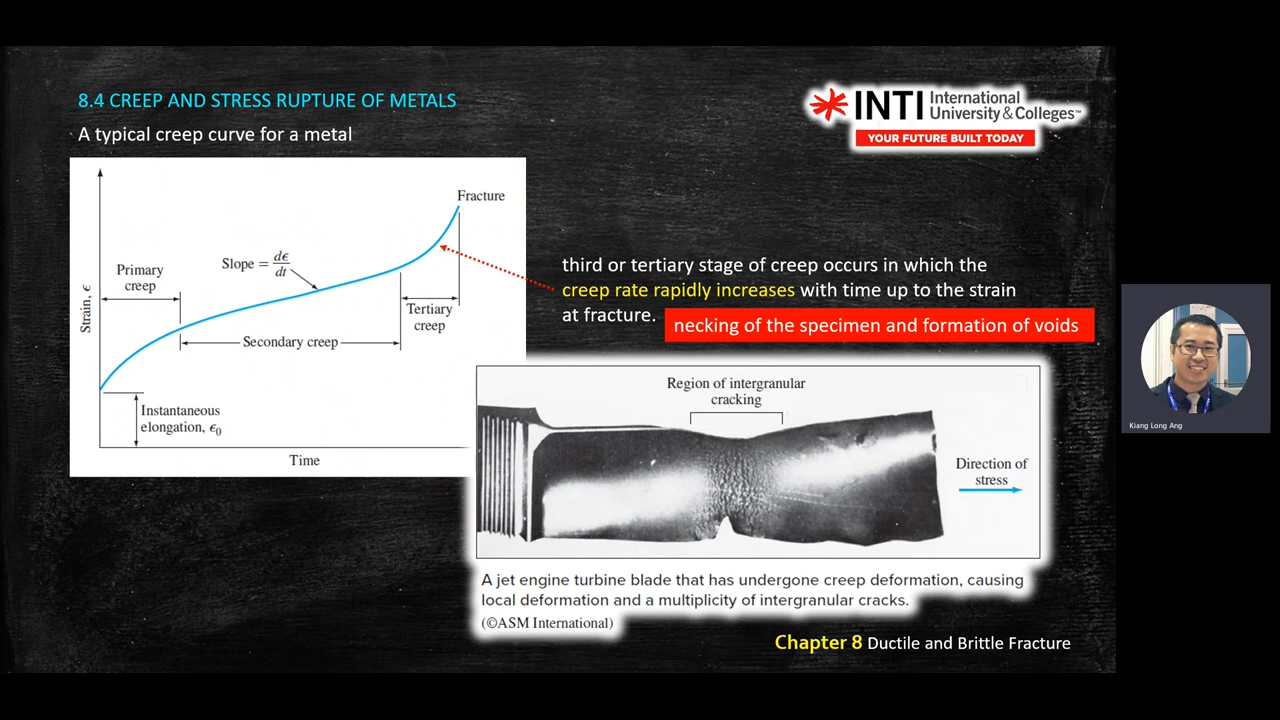 8.4 CREEP AND STRESS RUPTURE OF METALS
A typical creep curve for a metal
INTI International
University & Colleges™
YOUR FUTURE BUILT TODAY
Fracture
Slope = dϵ/dt
Primary
creep
Strain, ϵ
Tertiary
creep
Secondary creep
Instantaneous
elongation, ϵ₀
Time
third or tertiary stage of creep occurs in which the
creep rate rapidly increases with time up to the strain
at fracture.
necking of the specimen and formation of voids
Region of intergranular
cracking
Direction of
stress
A jet engine turbine blade that has undergone creep deformation, causing
local deformation and a multiplicity of intergranular cracks.
(©ASM International)
Chapter 8 Ductile and Brittle Fracture
Kiang Long Ang